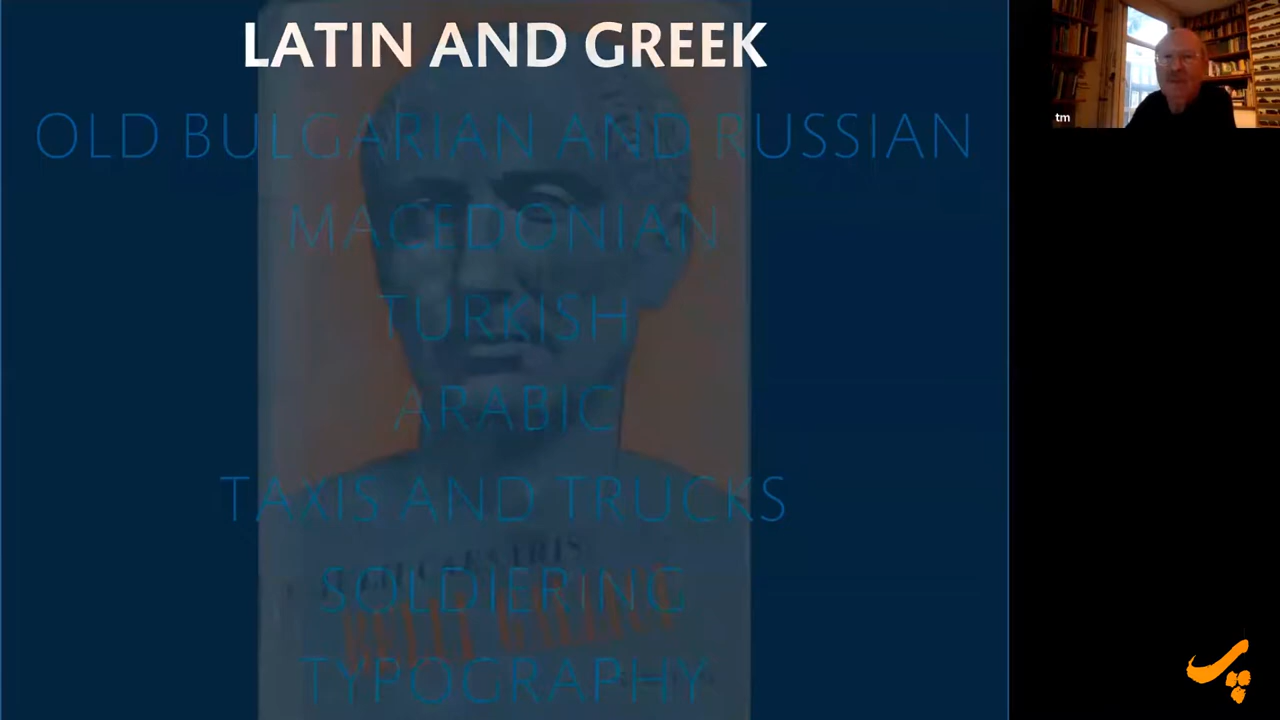 LATIN AND GREEK
OLD BULGARIAN AND RUSSIAN
MACEDONIAN
TURKISH
ARABIC
TAXIS AND TRUCKS
SOLDIERING
TYPOGRAPHY
tm
پ